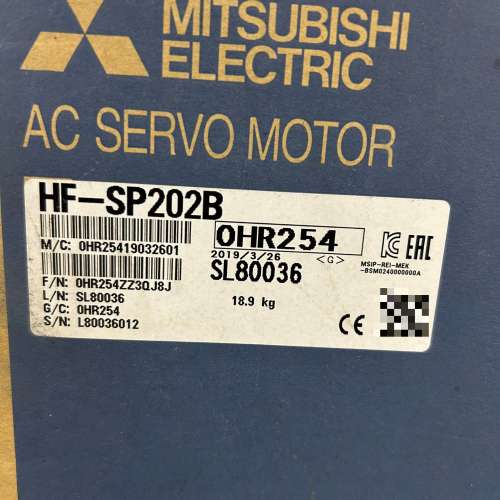 MITSUBISHI
ELECTRIC
AC SERVO MOTOR
HF-SP202B
M/C: 0HR25419032601
0HR254
2019/3/26 <G>
SL80036
18.9 kg
F/N: 0HR254ZZ3QJ8J
L/N: SL80036
G/C: 0HR254
S/N: L80036012
EAC
MSIP-REI-MEK
-BSM0240000000A
CE